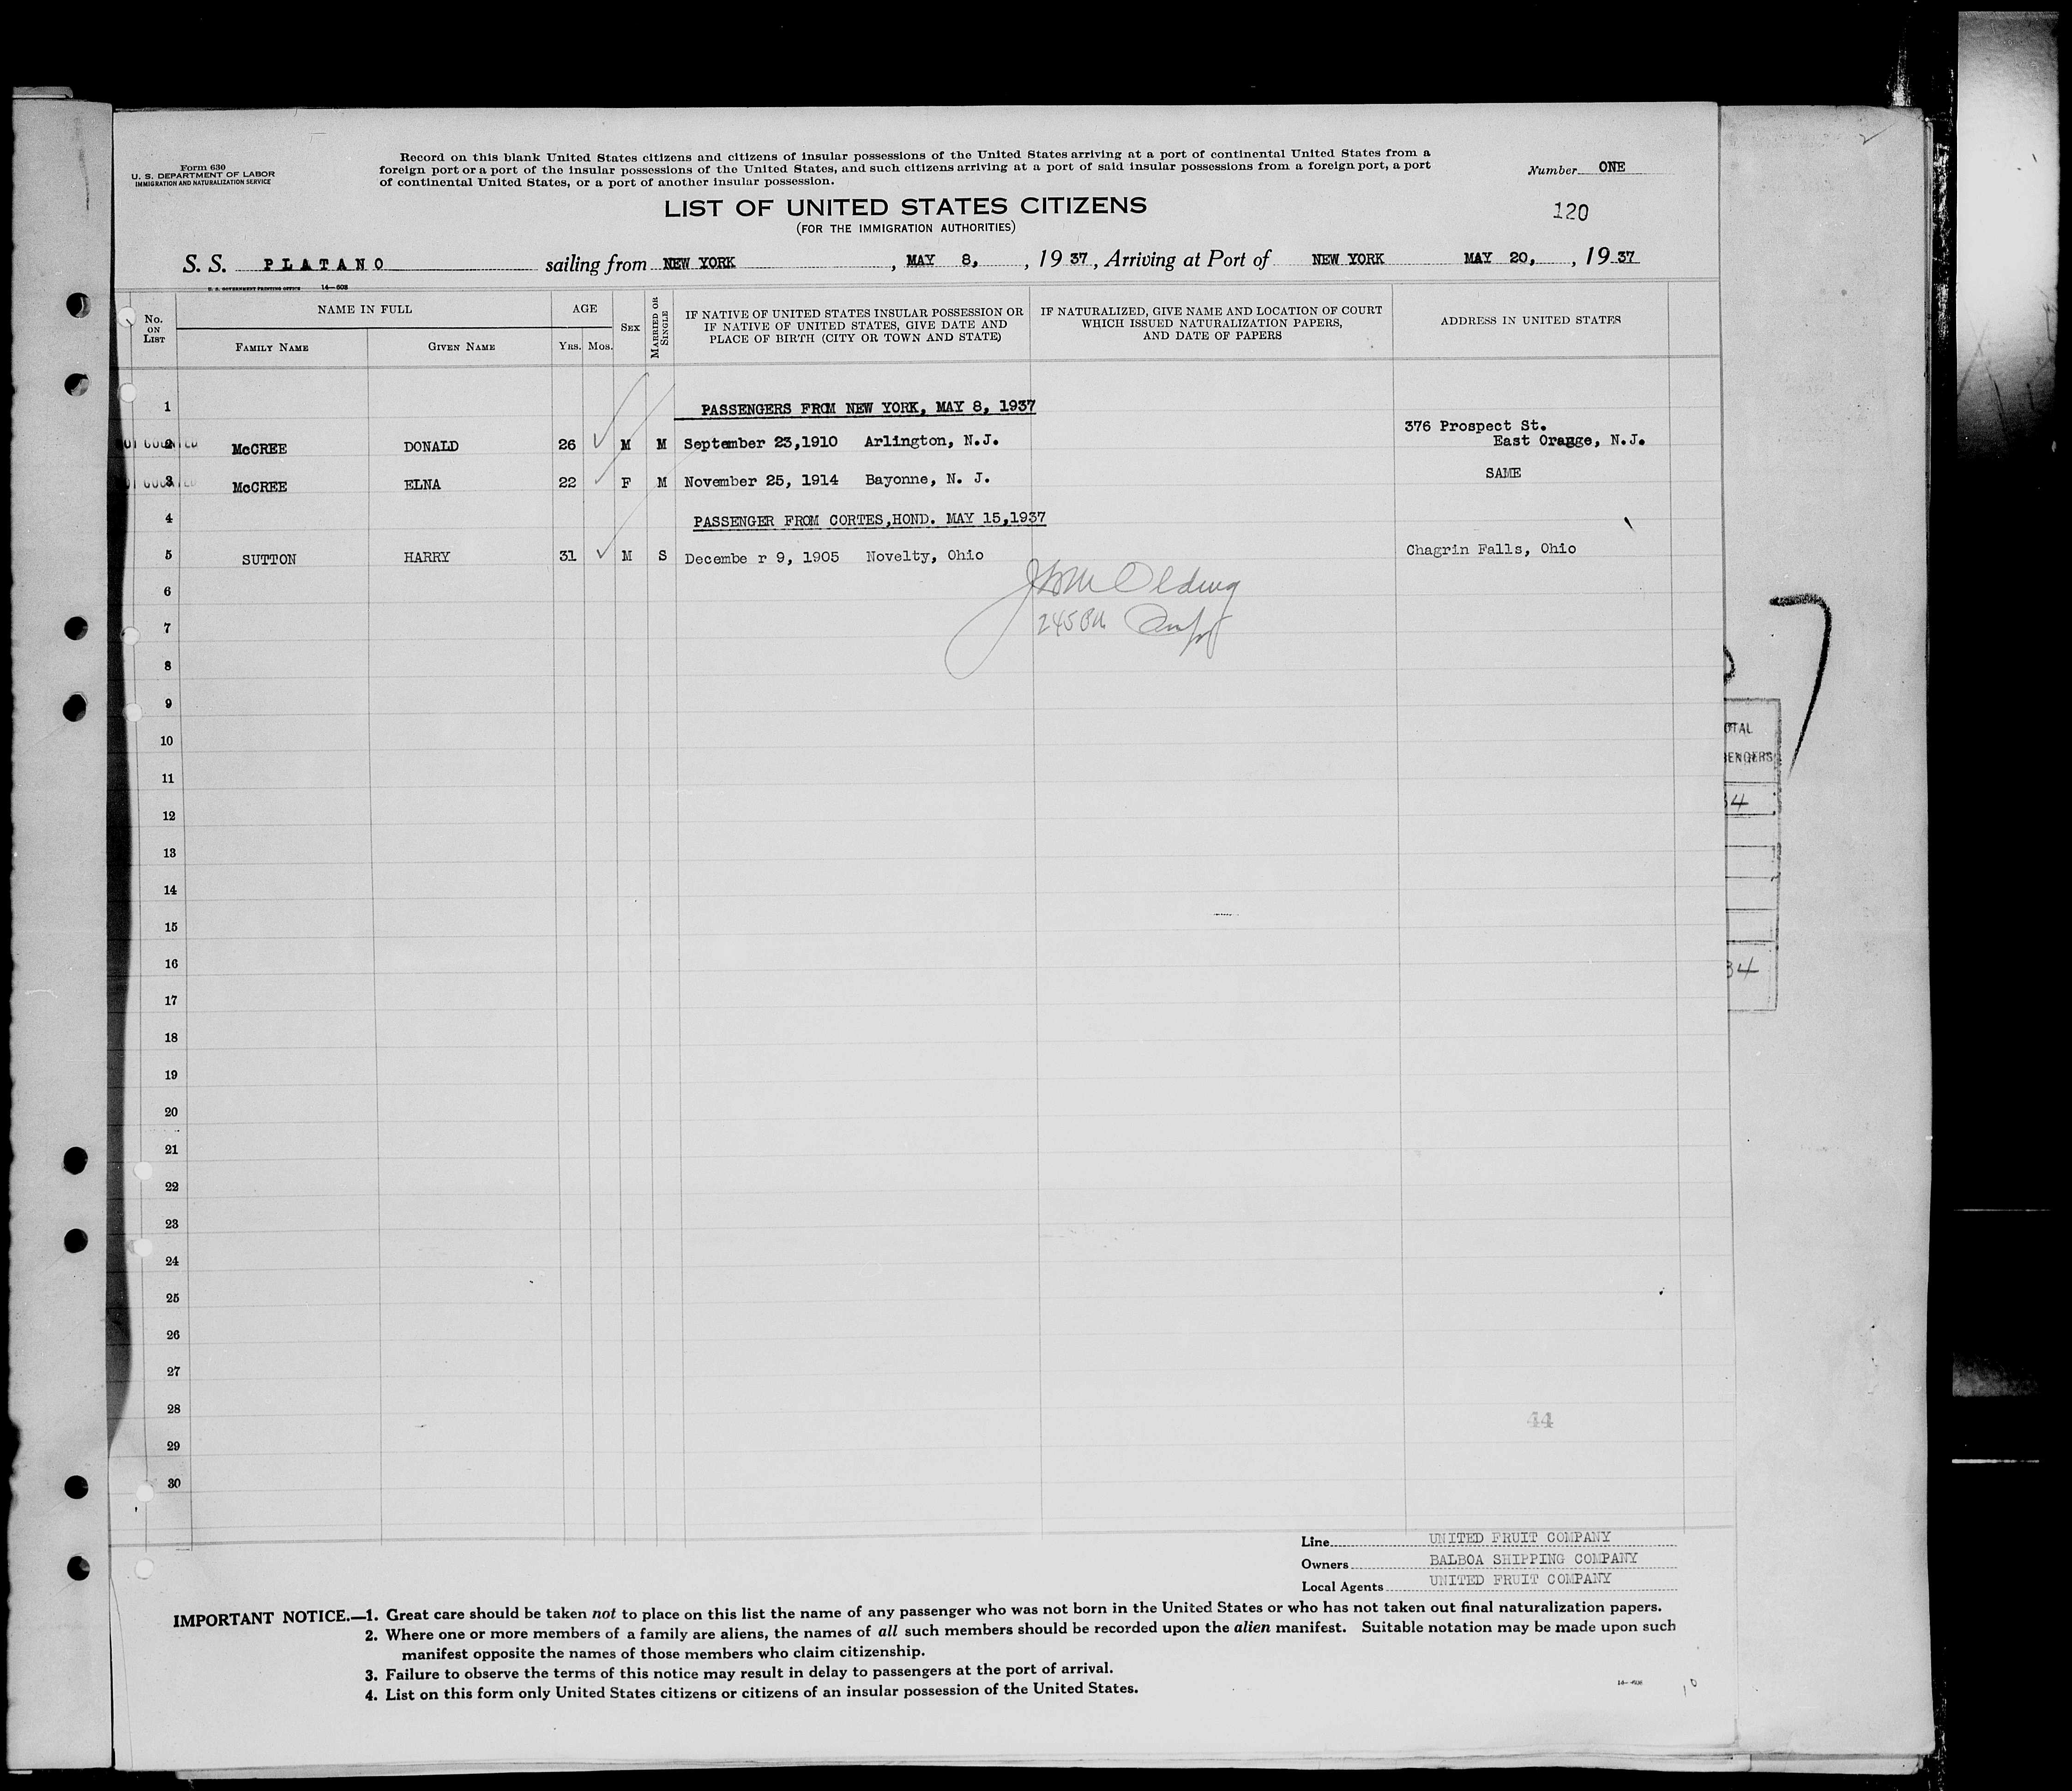 Form 630
U. S. DEPARTMENT OF LABOR
IMMIGRATION AND NATURALIZATION SERVICE
Record on this blank United States citizens and citizens of insular possessions of the United States arriving at a port of continental United States from a
foreign port or a port of the insular possessions of the United States, and such citizens arriving at a port of said insular possessions from a foreign port, a port
of continental United States, or a port of another insular possession.
Number ONE
LIST OF UNITED STATES CITIZENS
120
(FOR THE IMMIGRATION AUTHORITIES)
S. S. PLATANO sailing from NEW YORK, MAY 8, 1937, Arriving at Port of NEW YORK MAY 20, 1937
U. S. GOVERNMENT PRINTING OFFICE 14-608
No. ON LIST
NAME IN FULL
FAMILY NAME
GIVEN NAME
AGE
YRS. MOS.
SEX
MARRIED OR SINGLE
IF NATIVE OF UNITED STATES INSULAR POSSESSION OR
IF NATIVE OF UNITED STATES, GIVE DATE AND
PLACE OF BIRTH (CITY OR TOWN AND STATE)
IF NATURALIZED, GIVE NAME AND LOCATION OF COURT
WHICH ISSUED NATURALIZATION PAPERS,
AND DATE OF PAPERS
ADDRESS IN UNITED STATES
1 PASSENGERS FROM NEW YORK, MAY 8, 1937
2 McCREE DONALD 26 M M September 23,1910 Arlington, N.J. 376 Prospect St.
East Orange, N.J.
3 McCREE ELNA 22 F M November 25, 1914 Bayonne, N. J. SAME
4 PASSENGER FROM CORTES,HOND. MAY 15,1937
5 SUTTON HARRY 31 M S Decembe r 9, 1905 Novelty, Ohio Chagrin Falls, Ohio
6
7
8
9
10
11
12
13
14
15
16
17
18
19
20
21
22
23
24
25
26
27
28
29
30
44
OTAL
ENGERS
34
34
7
Line UNITED FRUIT COMPANY
Owners BALBOA SHIPPING COMPANY
Local Agents UNITED FRUIT COMPANY
IMPORTANT NOTICE.—1. Great care should be taken not to place on this list the name of any passenger who was not born in the United States or who has not taken out final naturalization papers.
2. Where one or more members of a family are aliens, the names of all such members should be recorded upon the alien manifest. Suitable notation may be made upon such
manifest opposite the names of those members who claim citizenship.
3. Failure to observe the terms of this notice may result in delay to passengers at the port of arrival.
4. List on this form only United States citizens or citizens of an insular possession of the United States.